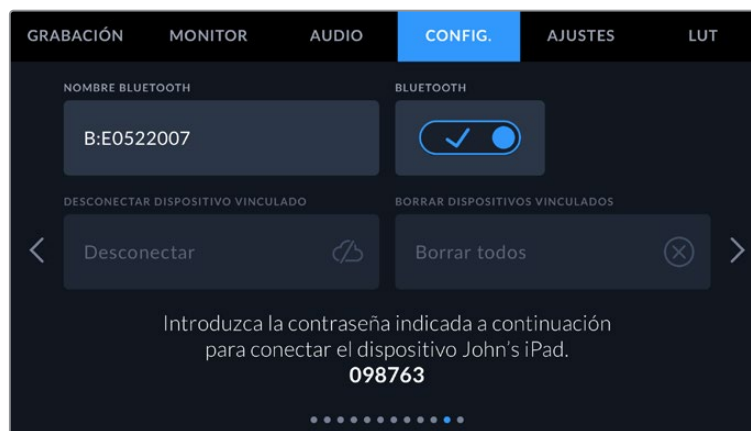 GRABACIÓN MONITOR AUDIO CONFIG. AJUSTES LUT
NOMBRE BLUETOOTH BLUETOOTH
B:E0522007
DESCONECTAR DISPOSITIVO VINCULADO BORRAR DISPOSITIVOS VINCULADOS
Desconectar Borrar todos
Introduzca la contraseña indicada a continuación
para conectar el dispositivo John’s iPad.
098763